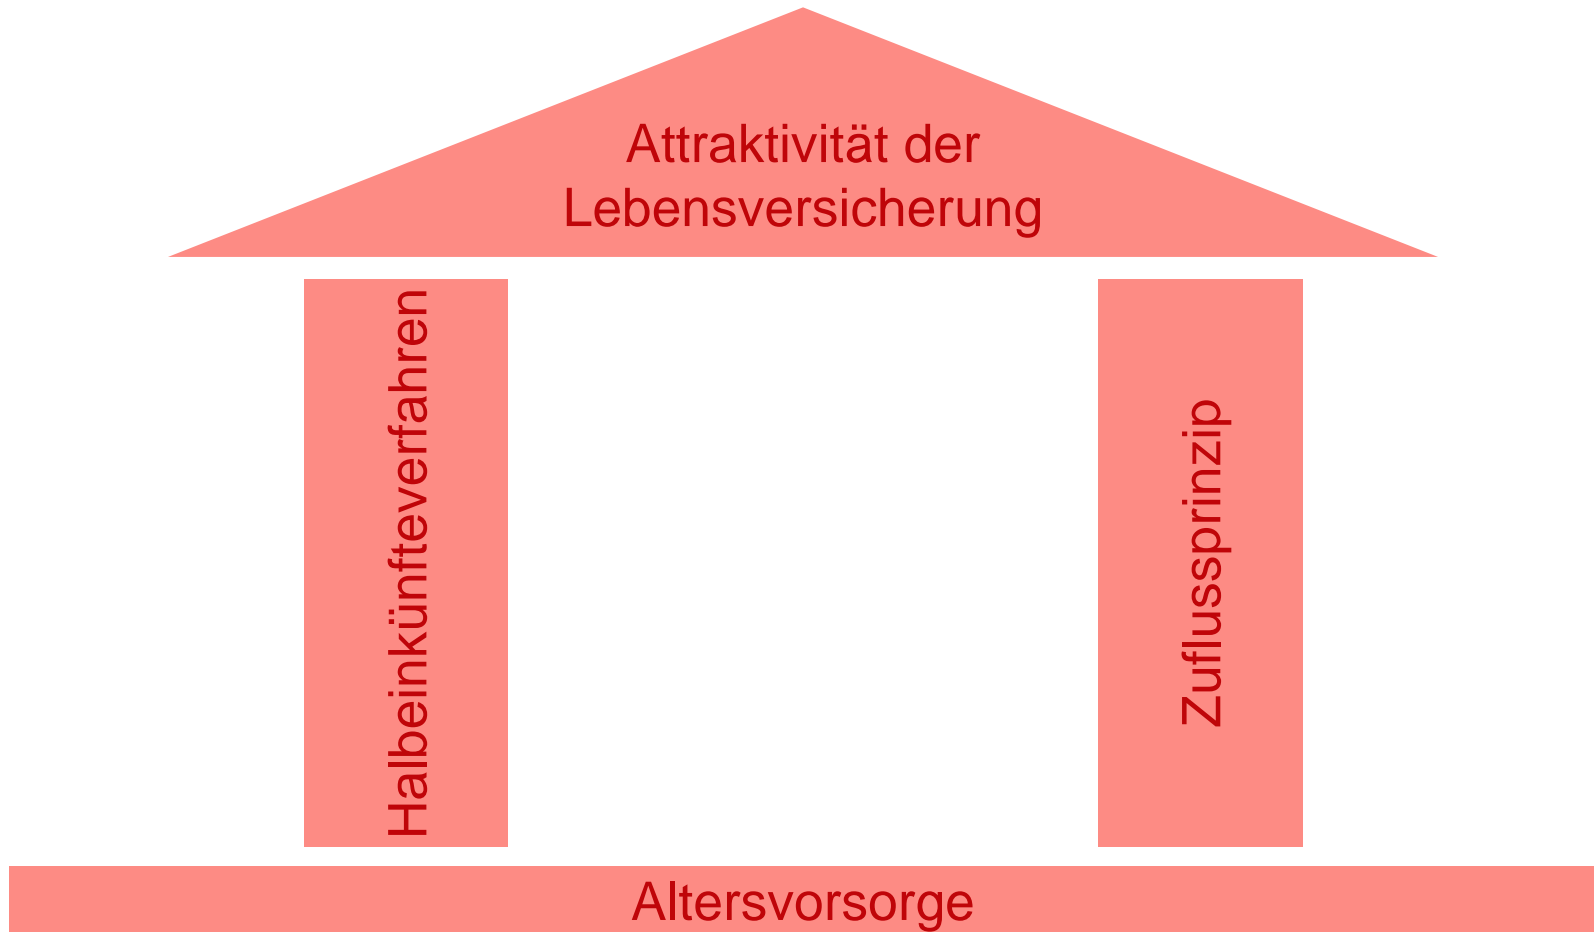 Attraktivität der
Lebensversicherung
Halbeinkünfteverfahren
Zuflussprinzip
Altersvorsorge